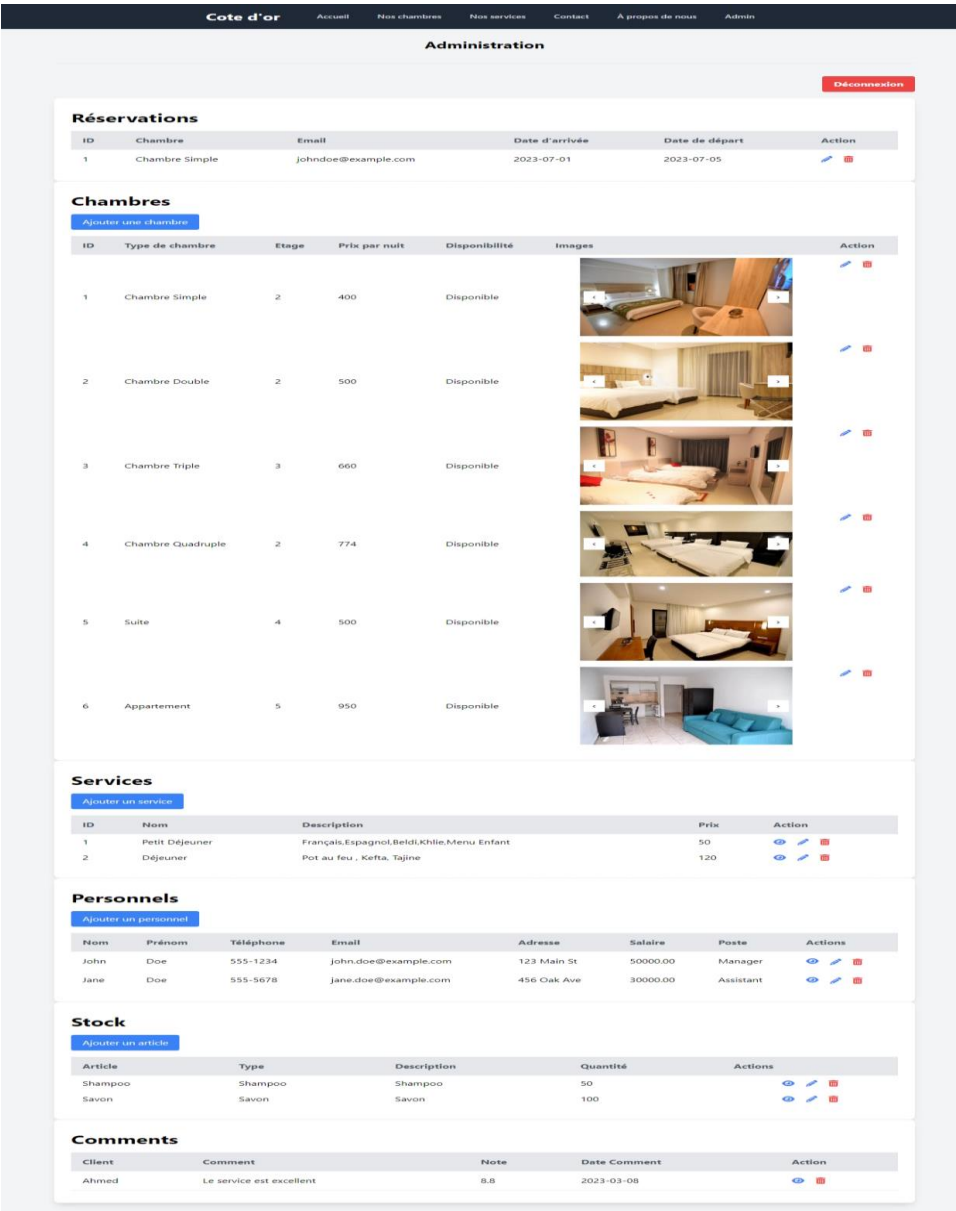 Cote d'or Accueil Nos chambres Nos services Contact À propos de nous Admin
Administration
Déconnexion
Réservations
ID Chambre Email Date d'arrivée Date de départ Action
1 Chambre Simple johndoe@example.com 2023-07-01 2023-07-05
Chambres
Ajouter une chambre
ID Type de chambre Etage Prix par nuit Disponibilité Images Action
1 Chambre Simple 2 400 Disponible
2 Chambre Double 2 500 Disponible
3 Chambre Triple 3 660 Disponible
4 Chambre Quadruple 2 774 Disponible
5 Suite 4 500 Disponible
6 Appartement 5 950 Disponible
Services
Ajouter un service
ID Nom Description Prix Action
1 Petit Déjeuner Français,Espagnol,Beldi,Khlie,Menu Enfant 50
2 Déjeuner Pot au feu , Kefta, Tajine 120
Personnels
Ajouter un personnel
Nom Prénom Téléphone Email Adresse Salaire Poste Actions
John Doe 555-1234 john.doe@example.com 123 Main St 50000.00 Manager
Jane Doe 555-5678 jane.doe@example.com 456 Oak Ave 30000.00 Assistant
Stock
Ajouter un article
Article Type Description Quantité Actions
Shampoo Shampoo Shampoo 50
Savon Savon Savon 100
Comments
Client Comment Note Date Comment Action
Ahmed Le service est excellent 8.8 2023-03-08